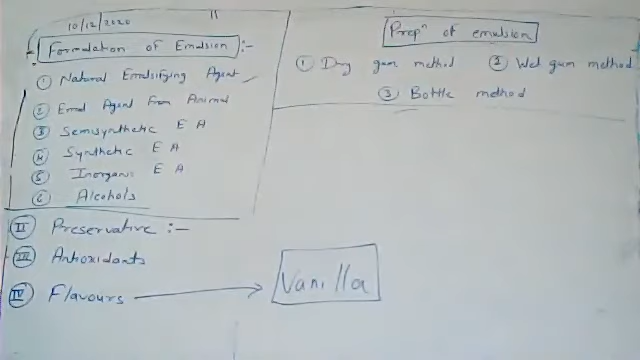 10/12/2020
Formulation of Emulsion :-
① Natural Emulsifying Agent
② Emul Agent from Animal
③ Semisynthetic E A
④ Synthetic E A
⑤ Inorganic E A
⑥ Alcohols
II Preservative :-
III Antioxidants
IV Flavours → Vanilla
Prepⁿ of emulsion
① Dry gum method ② Wet gum method
③ Bottle method